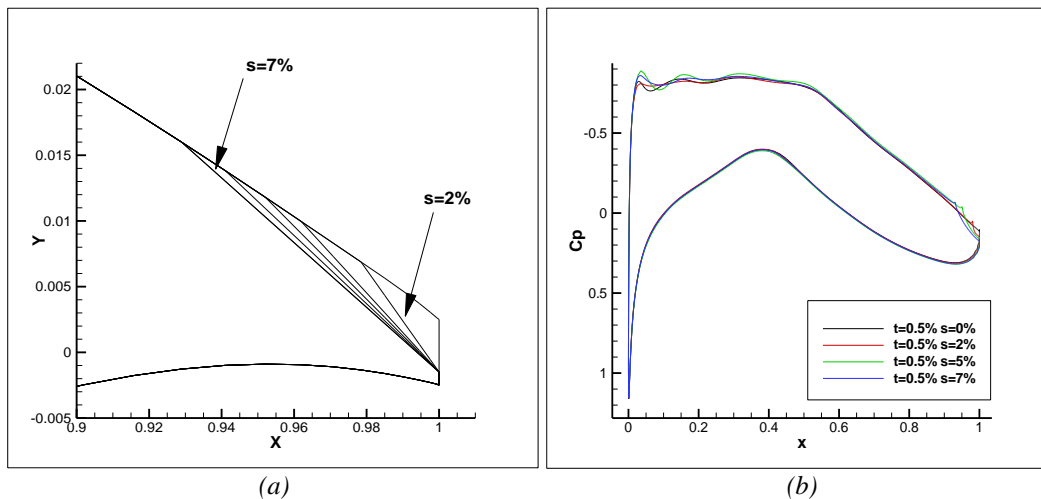 s=7%
s=2%
0.02
0.015
0.01
0.005
0
-0.005
Y
0.9
0.92
0.94
0.96
0.98
1
X
(a)
-0.5
0
0.5
1
Cp
t=0.5% s=0%
t=0.5% s=2%
t=0.5% s=5%
t=0.5% s=7%
0
0.2
0.4
0.6
0.8
1
x
(b)